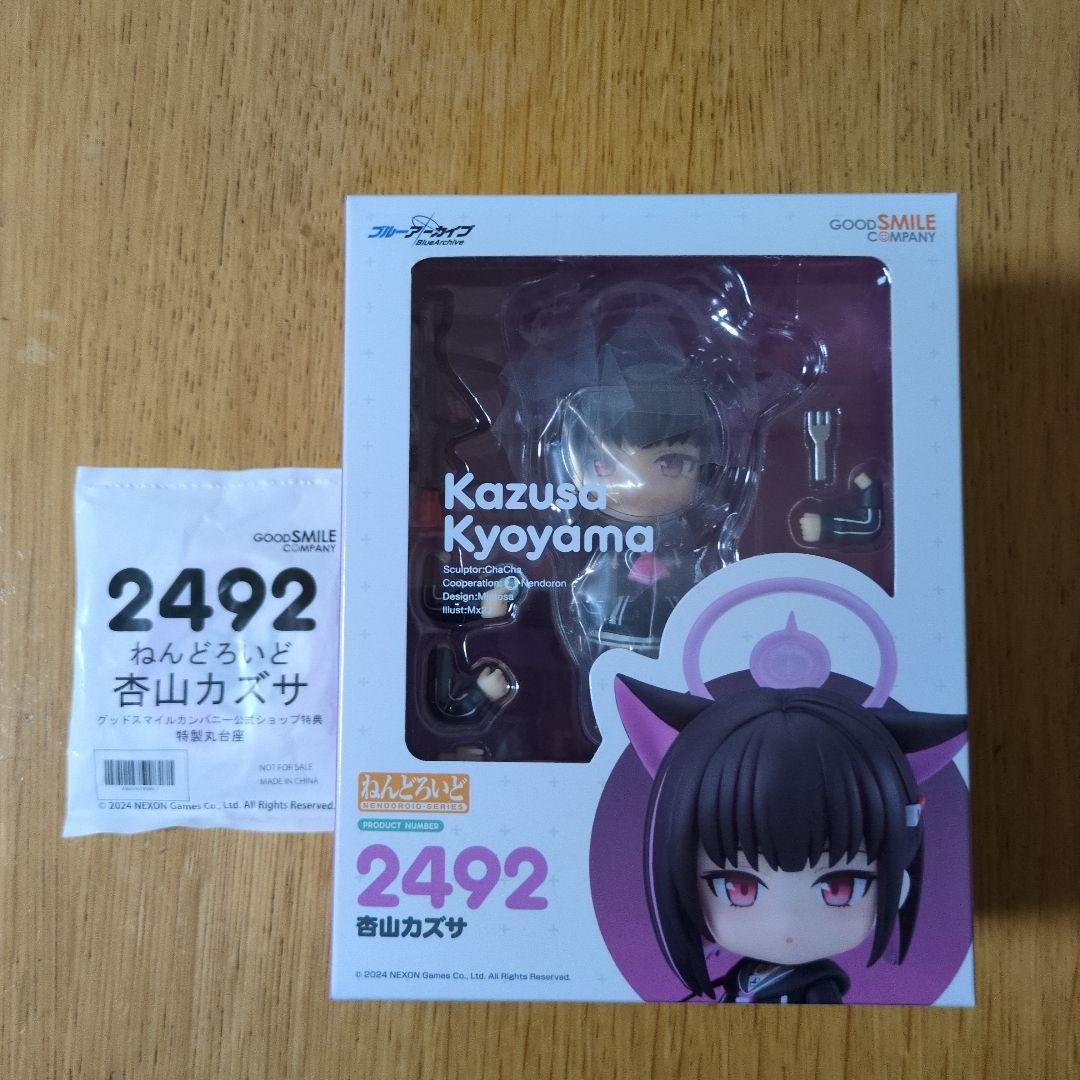 ブルーアーカイブ
BlueArchive
GOOD SMILE
COMPANY
Kazusa
Kyoyama
Sculptor:ChaCha
Cooperation: Nendoron
Design:
Illust:
ねんどろいど
NENDOROID-SERIES
PRODUCT NUMBER
2492
杏山カズサ
© 2024 NEXON Games Co., Ltd. All Rights Reserved.
GOOD SMILE
COMPANY
2492
ねんどろいど
杏山カズサ
グッドスマイルカンパニー公式ショップ特典
特製丸台座
NOT FOR SALE
MADE IN CHINA
© 2024 NEXON Games Co., Ltd. All Rights Reserved.